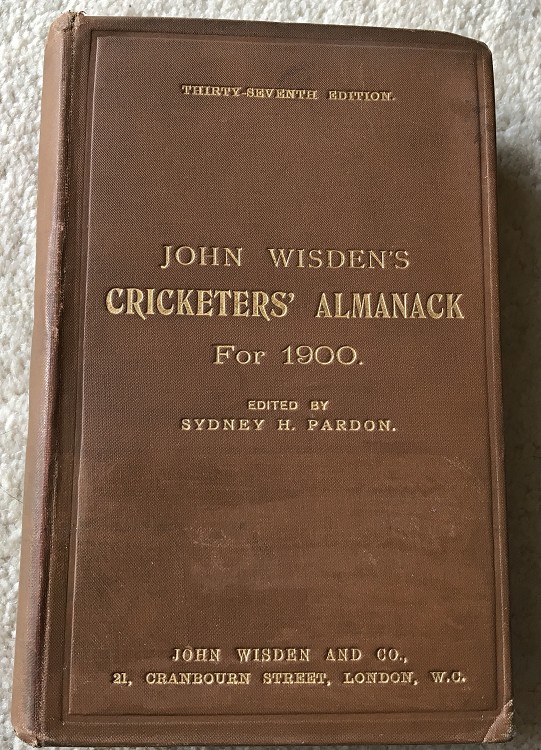 THIRTY-SEVENTH EDITION.
JOHN WISDEN'S
CRICKETERS' ALMANACK
For 1900.
EDITED BY
SYDNEY H. PARDON.
JOHN WISDEN AND CO.,
21, CRANBOURN STREET, LONDON, W.C.